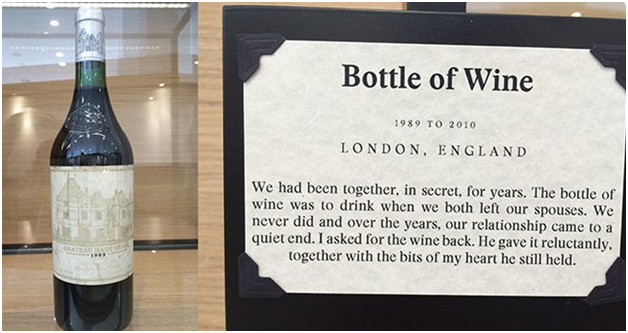 CHATEAU HAUT
Bottle of Wine
1989 TO 2010
LONDON, ENGLAND
We had been together, in secret, for years. The bottle of
wine was to drink when we both left our spouses. We
never did and over the years, our relationship came to a
quiet end. I asked for the wine back. He gave it reluctantly,
together with the bits of my heart he still held.